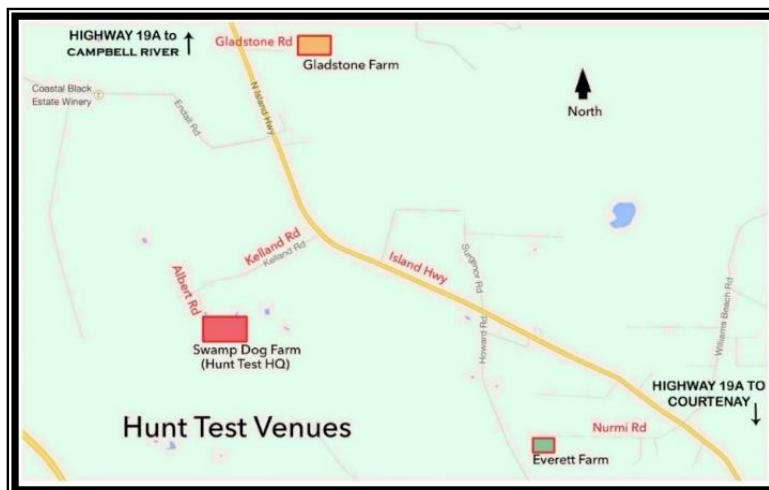 HIGHWAY 19A to
CAMPBELL RIVER
Gladstone Rd
Gladstone Farm
North
Coastal Black
Estate Winery
Endall Rd
N Island Hwy
Kelland Rd
Kelland Rd
Albert Rd
Island Hwy
Surgenor Rd
Howard Rd
Williams Beach Rd
Swamp Dog Farm
(Hunt Test HQ)
HIGHWAY 19A TO
COURTENAY
Hunt Test Venues
Nurmi Rd
Everett Farm